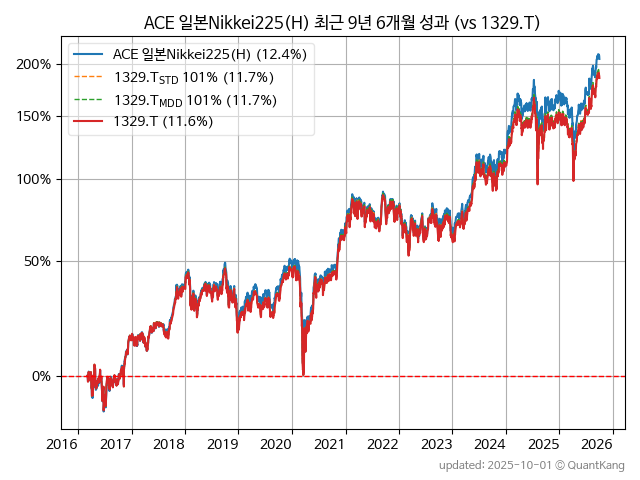 ACE 일본Nikkei225(H) 최근 9년 6개월 성과 (vs 1329.T)
ACE 일본Nikkei225(H) (12.4%)
1329.T_STD 101% (11.7%)
1329.T_MDD 101% (11.7%)
1329.T (11.6%)
200%
150%
100%
50%
0%
2016 2017 2018 2019 2020 2021 2022 2023 2024 2025 2026
updated: 2025-10-01 © QuantKang